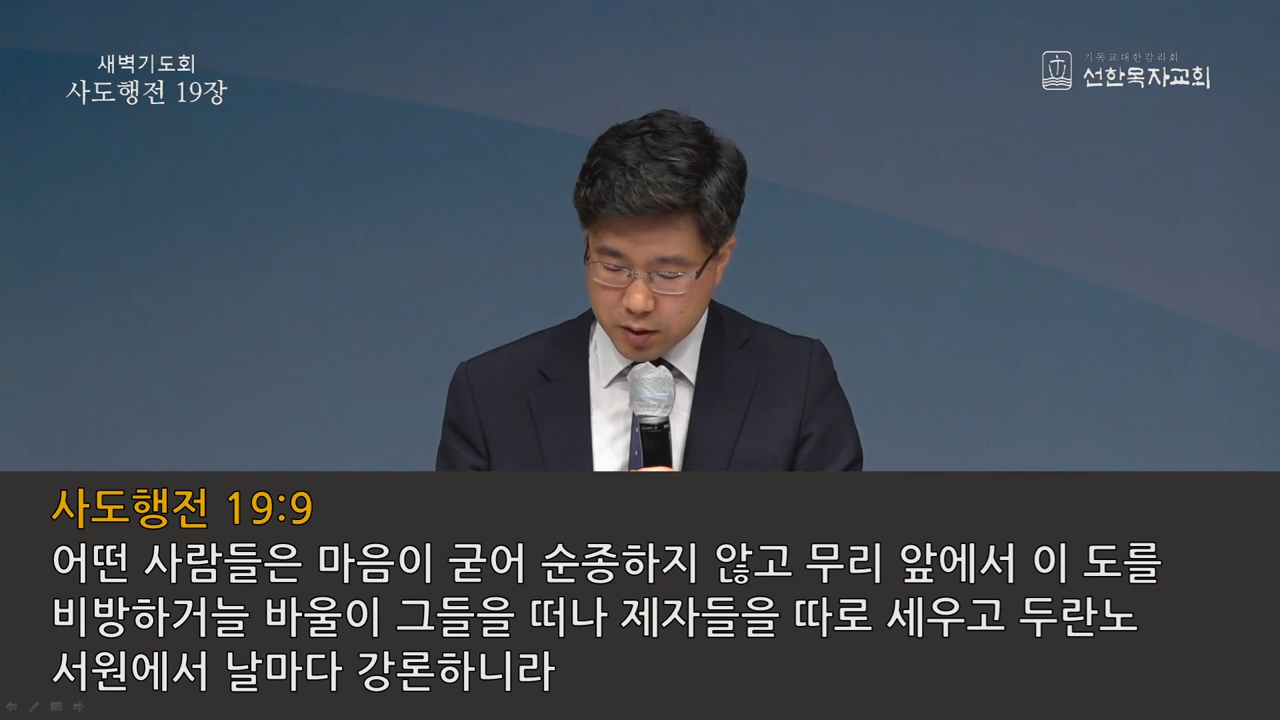 새벽기도회
사도행전 19장
기독교대한감리회
선한목자교회
사도행전 19:9
어떤 사람들은 마음이 굳어 순종하지 않고 무리 앞에서 이 도를
비방하거늘 바울이 그들을 떠나 제자들을 따로 세우고 두란노
서원에서 날마다 강론하니라